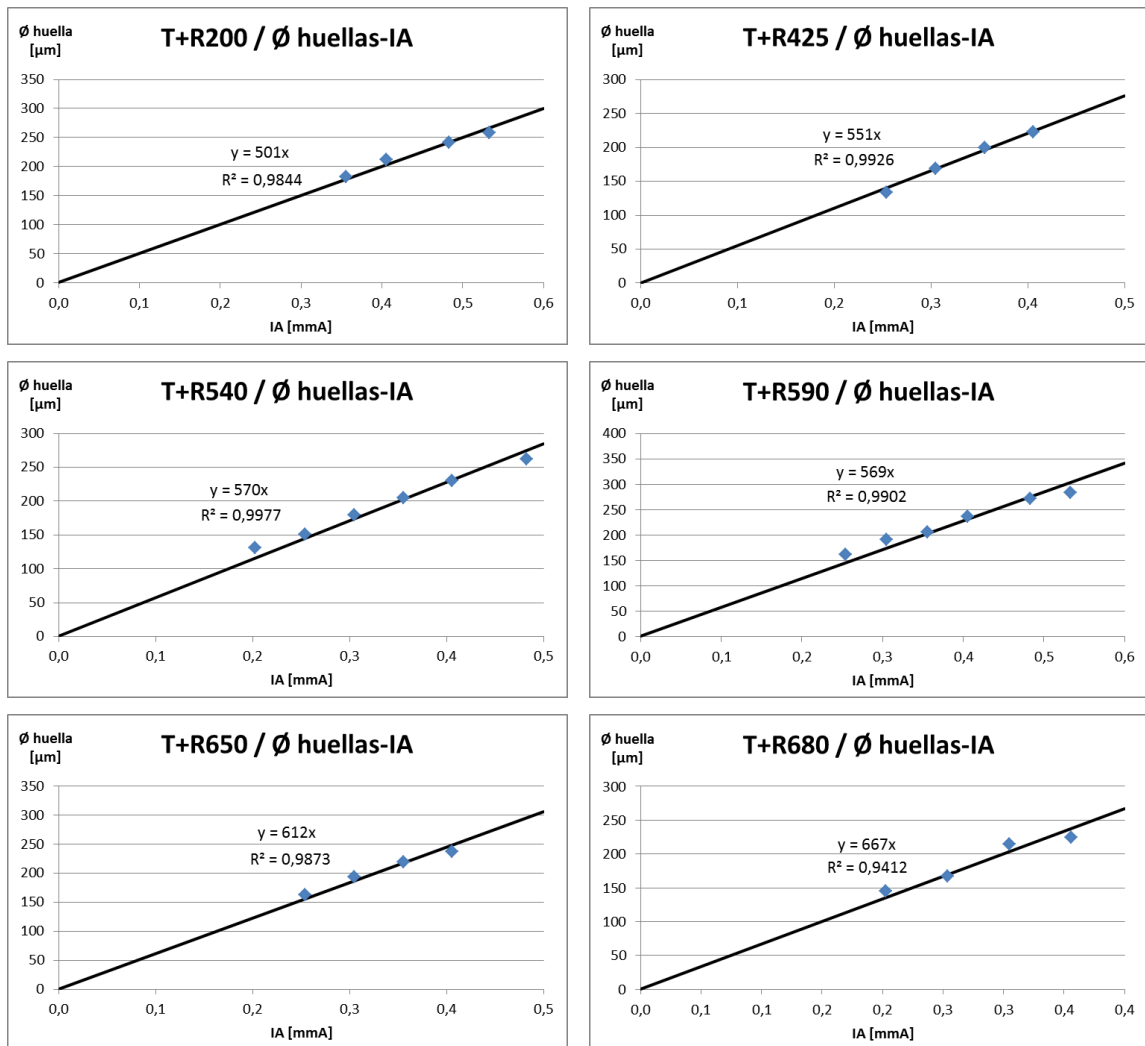 Ø huella
[µm]
T+R200 / Ø huellas-IA
350
300
250
200
150
100
50
0
y = 501x
R² = 0,9844
0,0
0,1
0,2
0,3
0,4
0,5
0,6
IA [mmA]
Ø huella
[µm]
T+R425 / Ø huellas-IA
300
250
200
150
100
50
0
y = 551x
R² = 0,9926
0,0
0,1
0,2
0,3
0,4
0,5
IA [mmA]
Ø huella
[µm]
T+R540 / Ø huellas-IA
300
250
200
150
100
50
0
y = 570x
R² = 0,9977
0,0
0,1
0,2
0,3
0,4
0,5
IA [mmA]
Ø huella
[µm]
T+R590 / Ø huellas-IA
400
350
300
250
200
150
100
50
0
y = 569x
R² = 0,9902
0,0
0,1
0,2
0,3
0,4
0,5
0,6
IA [mmA]
Ø huella
[µm]
T+R650 / Ø huellas-IA
350
300
250
200
150
100
50
0
y = 612x
R² = 0,9873
0,0
0,1
0,2
0,3
0,4
0,5
IA [mmA]
Ø huella
[µm]
T+R680 / Ø huellas-IA
300
250
200
150
100
50
0
y = 667x
R² = 0,9412
0,0
0,1
0,1
0,2
0,2
0,3
0,3
0,4
0,4
IA [mmA]